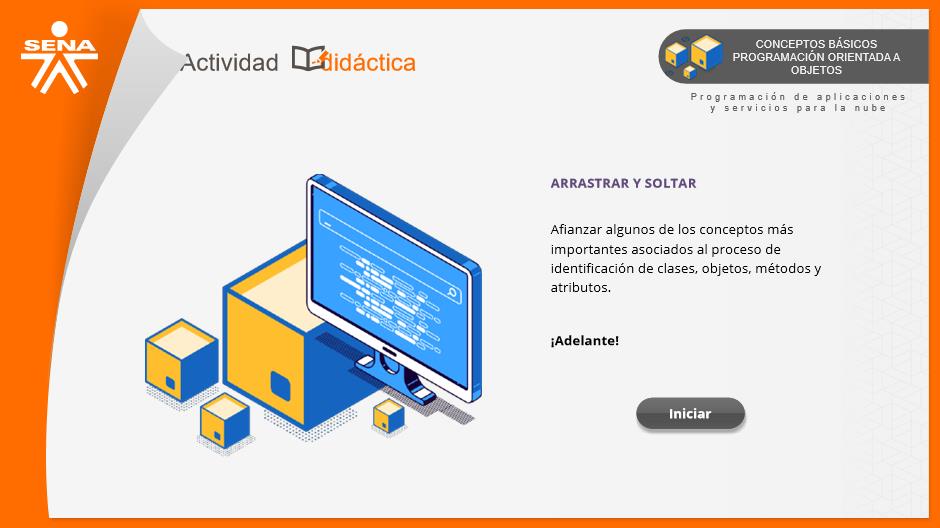 SENA
Actividad didáctica
CONCEPTOS BÁSICOS
PROGRAMACIÓN ORIENTADA A
OBJETOS
Programación de aplicaciones
y servicios para la nube
ARRASTRAR Y SOLTAR
Afianzar algunos de los conceptos más
importantes asociados al proceso de
identificación de clases, objetos, métodos y
atributos.
¡Adelante!
Iniciar